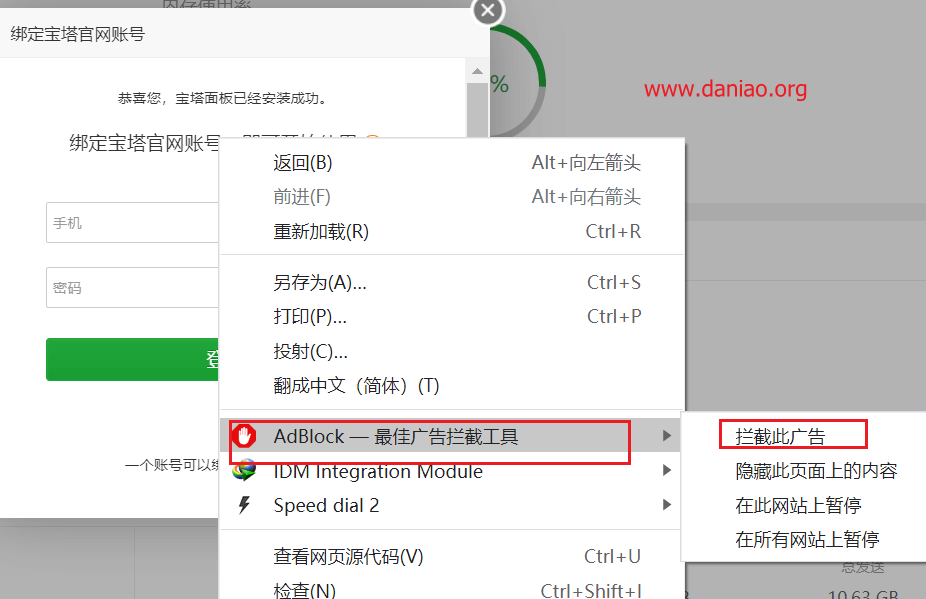 内存使用率
绑定宝塔官网账号
%
www.daniao.org
恭喜您，宝塔面板已经安装成功。
绑定宝塔官网账号
手机
密码
登
一个账号可以绑
返回(B) Alt+向左箭头
前进(F) Alt+向右箭头
重新加载(R) Ctrl+R
另存为(A)... Ctrl+S
打印(P)... Ctrl+P
投射(C)...
翻成中文（简体）(T)
AdBlock — 最佳广告拦截工具
IDM Integration Module
Speed dial 2
查看网页源代码(V) Ctrl+U
检查(N) Ctrl+Shift+I
拦截此广告
隐藏此页面上的内容
在此网站上暂停
在所有网站上暂停
总发送
10.63 GB